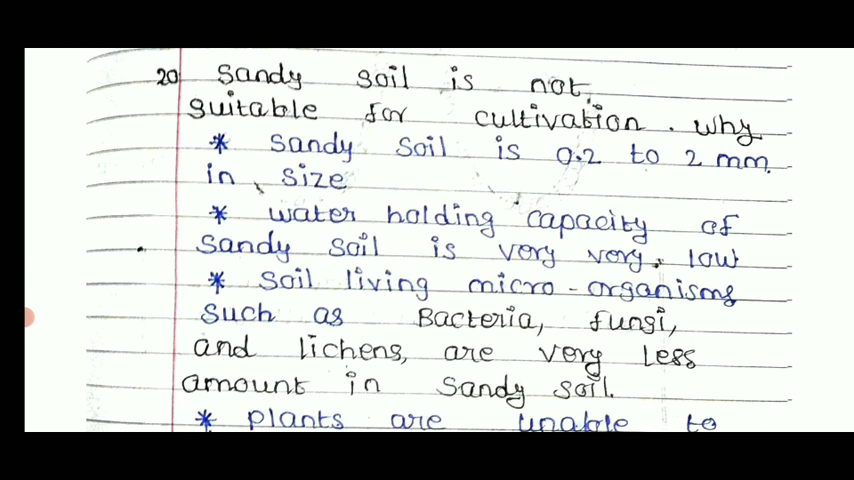 20 Sandy soil is not
suitable for cultivation. Why
* Sandy soil is 0.2 to 2 mm.
in size
* water holding capacity of
sandy soil is very very low
* soil living micro-organisms
such as Bacteria, fungi,
and lichens, are very less
amount in Sandy soil.
* plants are unable to